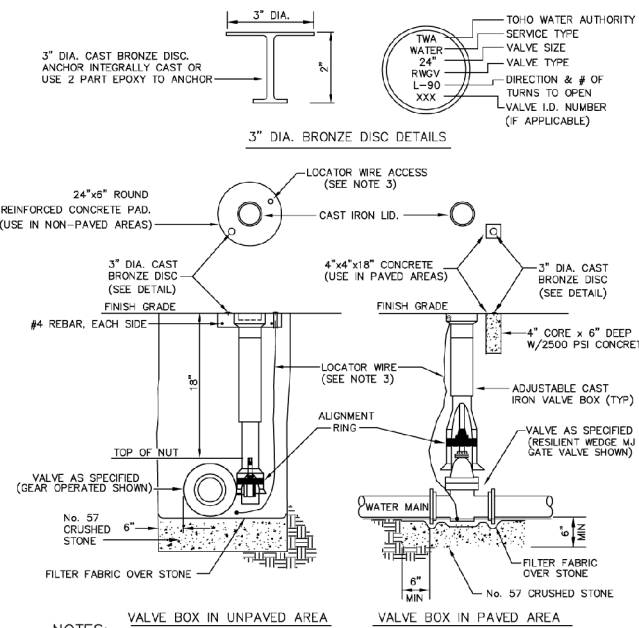 3" DIA.
3" DIA. CAST BRONZE DISC.
ANCHOR INTEGRALLY CAST OR
USE 2 PART EPOXY TO ANCHOR
2"
TWA
WATER
24"
RWGV
L-90
XXX
TOHO WATER AUTHORITY
SERVICE TYPE
VALVE SIZE
VALVE TYPE
DIRECTION & # OF
TURNS TO OPEN
VALVE I.D. NUMBER
(IF APPLICABLE)
3" DIA. BRONZE DISC DETAILS
24"x6" ROUND
REINFORCED CONCRETE PAD.
(USE IN NON-PAVED AREAS)
LOCATOR WIRE ACCESS
(SEE NOTE 3)
CAST IRON LID.
3" DIA. CAST
BRONZE DISC
(SEE DETAIL)
4"x4"x18" CONCRETE
(USE IN PAVED AREAS)
3" DIA. CAST
BRONZE DISC
(SEE DETAIL)
FINISH GRADE
FINISH GRADE
#4 REBAR, EACH SIDE
4" CORE x 6" DEEP
W/2500 PSI CONCRET
18"
LOCATOR WIRE
(SEE NOTE 3)
ADJUSTABLE CAST
IRON VALVE BOX (TYP)
ALIGNMENT
RING
TOP OF NUT
VALVE AS SPECIFIED
(RESILIENT WEDGE MJ
GATE VALVE SHOWN)
VALVE AS SPECIFIED
(GEAR OPERATED SHOWN)
WATER MAIN
No. 57
CRUSHED
STONE
6"
6"
MIN
FILTER FABRIC
OVER STONE
FILTER FABRIC OVER STONE
6"
MIN
No. 57 CRUSHED STONE
VALVE BOX IN UNPAVED AREA
VALVE BOX IN PAVED AREA
NOTES: